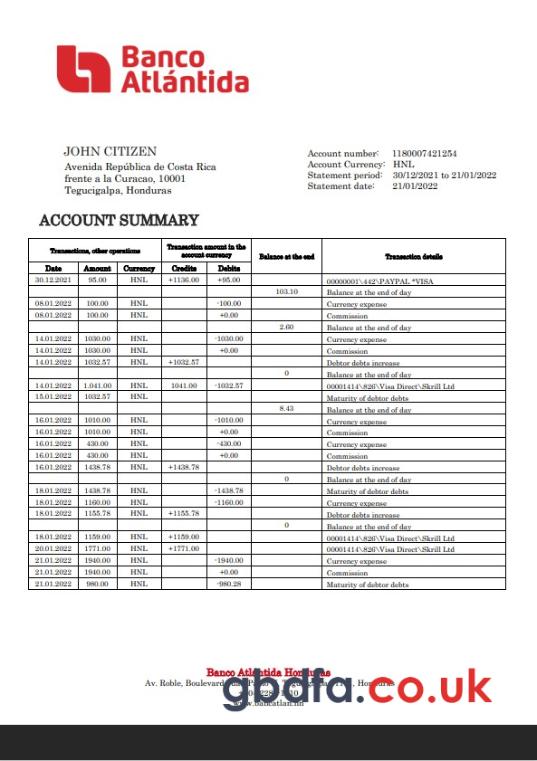 Banco
Atlántida
JOHN CITIZEN
Avenida República de Costa Rica
frente a la Curacao, 10001
Tegucigalpa, Honduras
Account number: 1180007421254
Account Currency: HNL
Statement period: 30/12/2021 to 21/01/2022
Statement date: 21/01/2022
ACCOUNT SUMMARY
Transactions, other operations Transaction amount in the account currency Balance at the end Transaction details
Date Amount Currency Credits Debits
30.12.2021 95.00 HNL +1136.00 +95.00 00000001\442\PAYPAL *VISA
103.10 Balance at the end of day
08.01.2022 100.00 HNL -100.00 Currency expense
08.01.2022 100.00 HNL +0.00 Commission
2.60 Balance at the end of day
14.01.2022 1030.00 HNL -1030.00 Currency expense
14.01.2022 1030.00 HNL +0.00 Commission
14.01.2022 1032.57 HNL +1032.57 Debtor debts increase
0 Balance at the end of day
14.01.2022 1.041.00 HNL 1041.00 -1032.57 00001414\826\Visa Direct\Skrill Ltd
15.01.2022 1032.57 HNL Maturity of debtor debts
8.43 Balance at the end of day
16.01.2022 1010.00 HNL -1010.00 Currency expense
16.01.2022 1010.00 HNL +0.00 Commission
16.01.2022 430.00 HNL -430.00 Currency expense
16.01.2022 430.00 HNL +0.00 Commission
16.01.2022 1438.78 HNL +1438.78 Debtor debts increase
0 Balance at the end of day
18.01.2022 1438.78 HNL -1438.78 Maturity of debtor debts
18.01.2022 1160.00 HNL -1160.00 Currency expense
18.01.2022 1155.78 HNL +1155.78 Debtor debts increase
0 Balance at the end of day
18.01.2022 1159.00 HNL +1159.00 00001414\826\Visa Direct\Skrill Ltd
20.01.2022 1771.00 HNL +1771.00 00001414\826\Visa Direct\Skrill Ltd
21.01.2022 1940.00 HNL -1940.00 Currency expense
21.01.2022 1940.00 HNL +0.00 Commission
21.01.2022 980.00 HNL -980.28 Maturity of debtor debts
Banco Atlántida Honduras
Av. Roble, Boulevard
gbdfa.co.uk